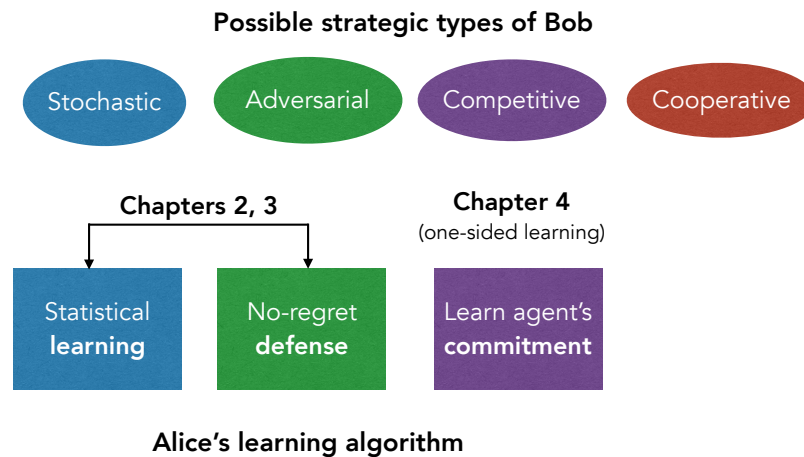 Possible strategic types of Bob
Stochastic Adversarial Competitive Cooperative
Chapters 2, 3
Chapter 4
(one-sided learning)
Statistical
learning
No-regret
defense
Learn agent's
commitment
Alice's learning algorithm